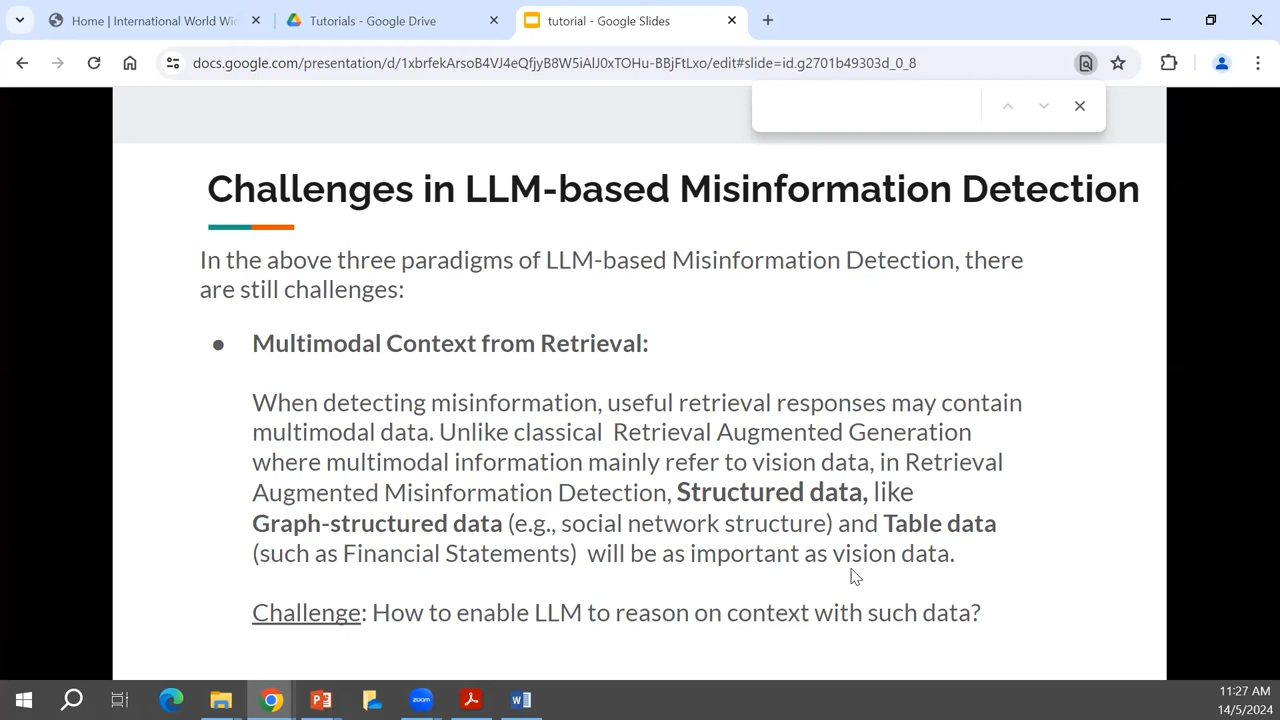 Home | International World Wid
Tutorials - Google Drive
tutorial - Google Slides
docs.google.com/presentation/d/1xbrfekArsoB4VJ4eQfjyB8W5iAlJ0xTOHu-BBjFtLxo/edit#slide=id.g2701b49303d_0_8
Challenges in LLM-based Misinformation Detection
In the above three paradigms of LLM-based Misinformation Detection, there
are still challenges:
● Multimodal Context from Retrieval:
When detecting misinformation, useful retrieval responses may contain
multimodal data. Unlike classical Retrieval Augmented Generation
where multimodal information mainly refer to vision data, in Retrieval
Augmented Misinformation Detection, Structured data, like
Graph-structured data (e.g., social network structure) and Table data
(such as Financial Statements) will be as important as vision data.
Challenge: How to enable LLM to reason on context with such data?
zoom
11:27 AM
14/5/2024